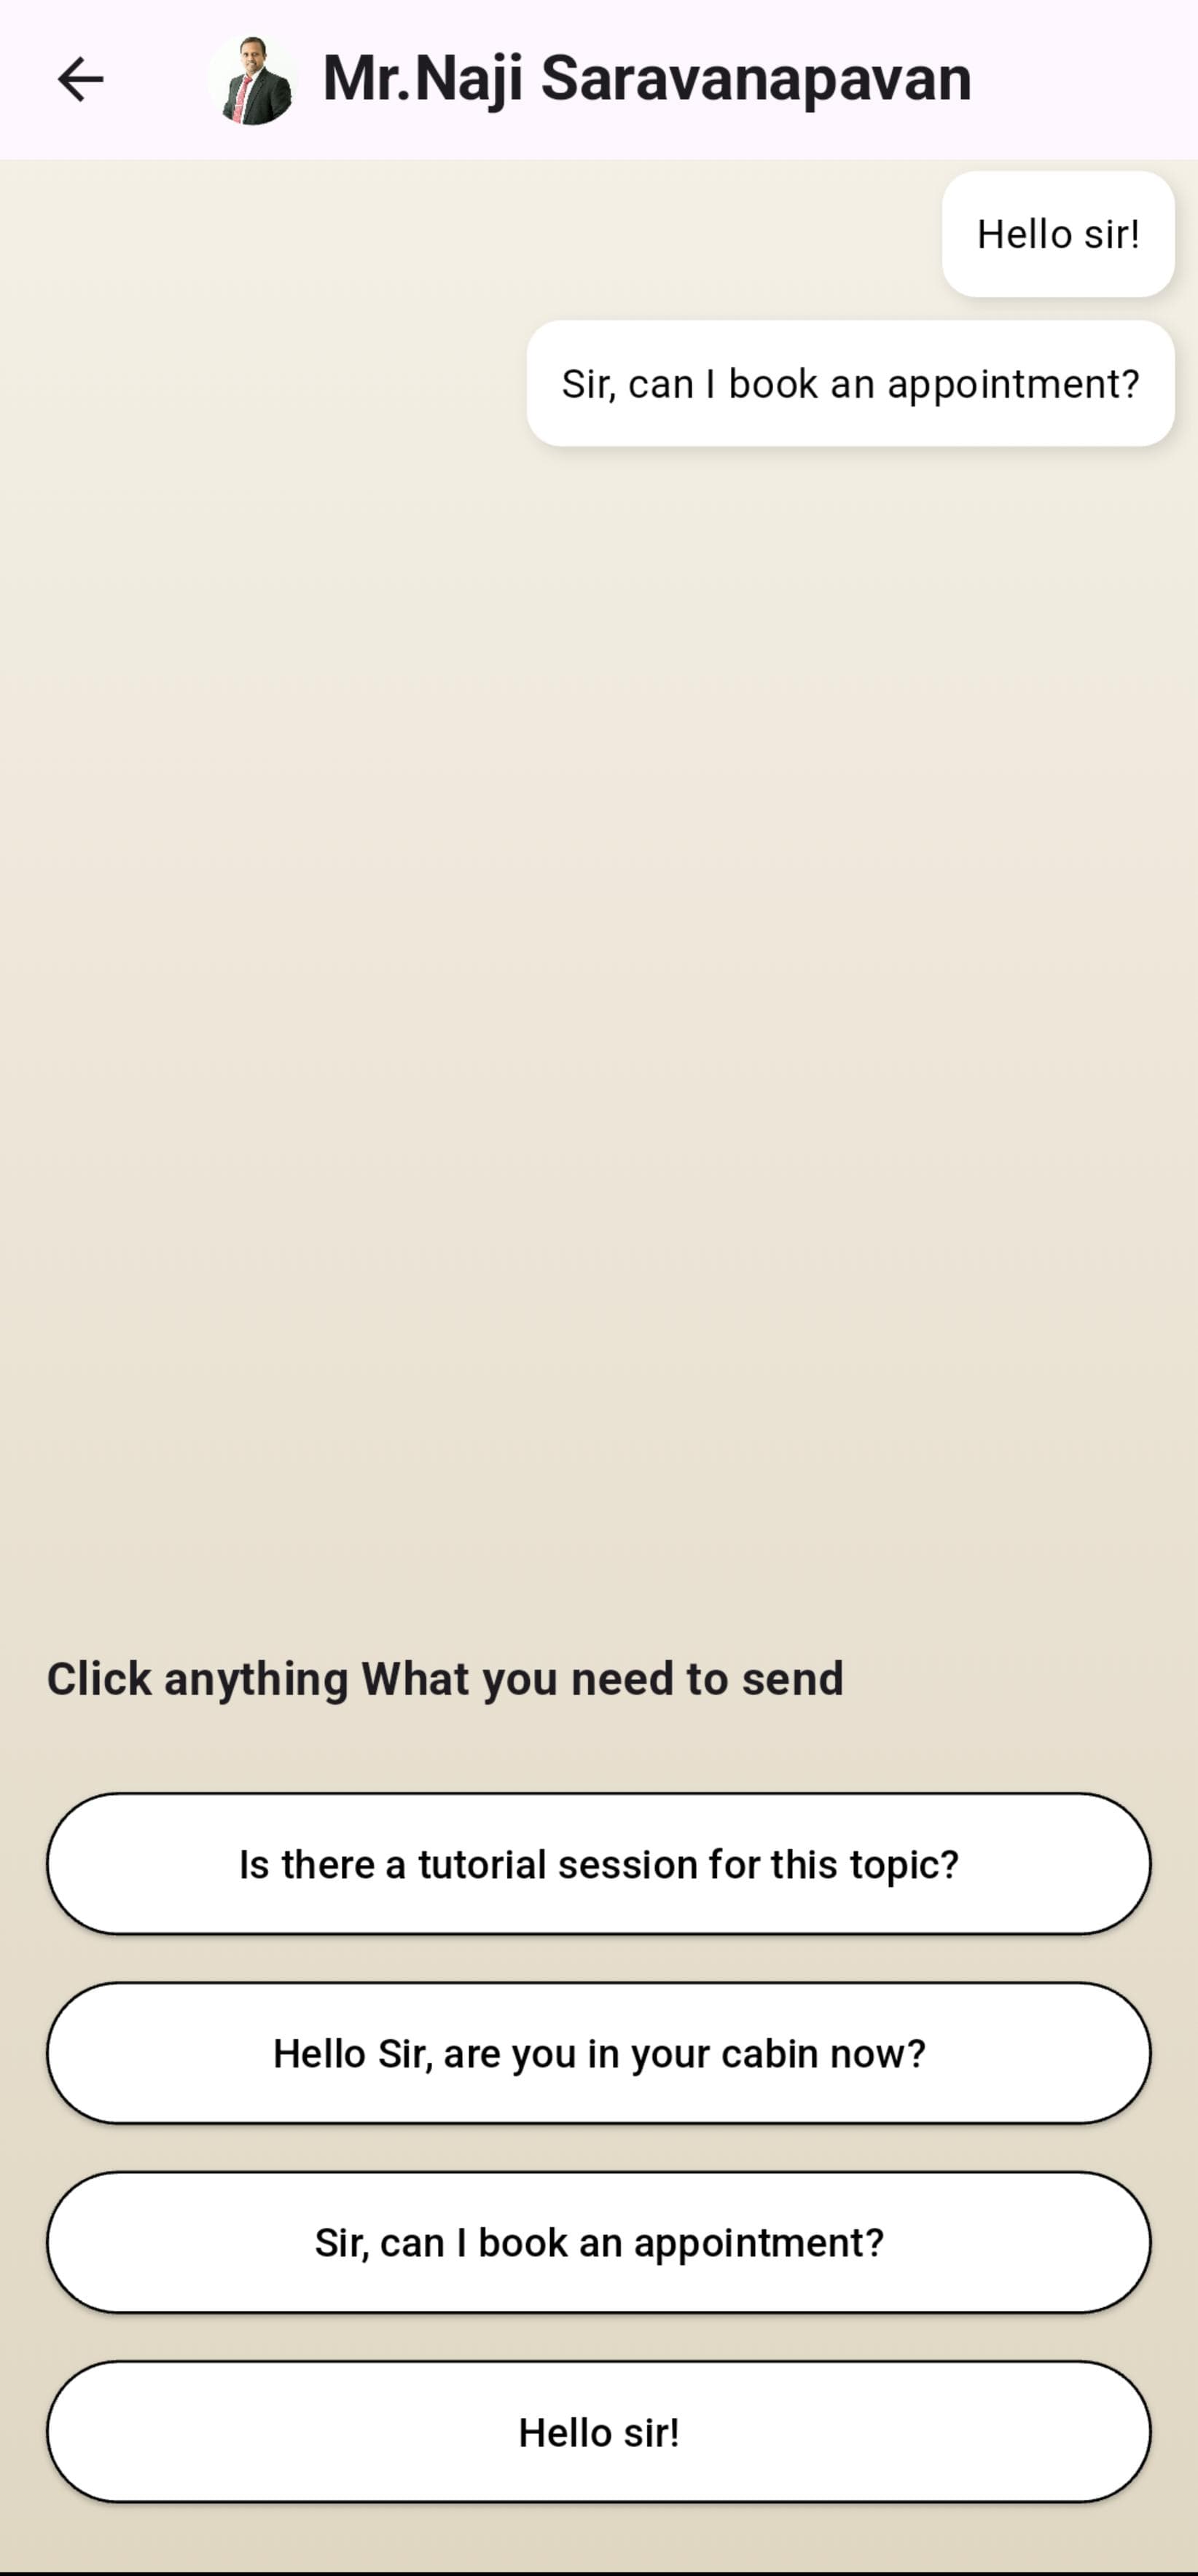 Mr.Naji Saravanapavan
Hello sir!
Sir, can I book an appointment?
Click anything What you need to send
Is there a tutorial session for this topic?
Hello Sir, are you in your cabin now?
Sir, can I book an appointment?
Hello sir!